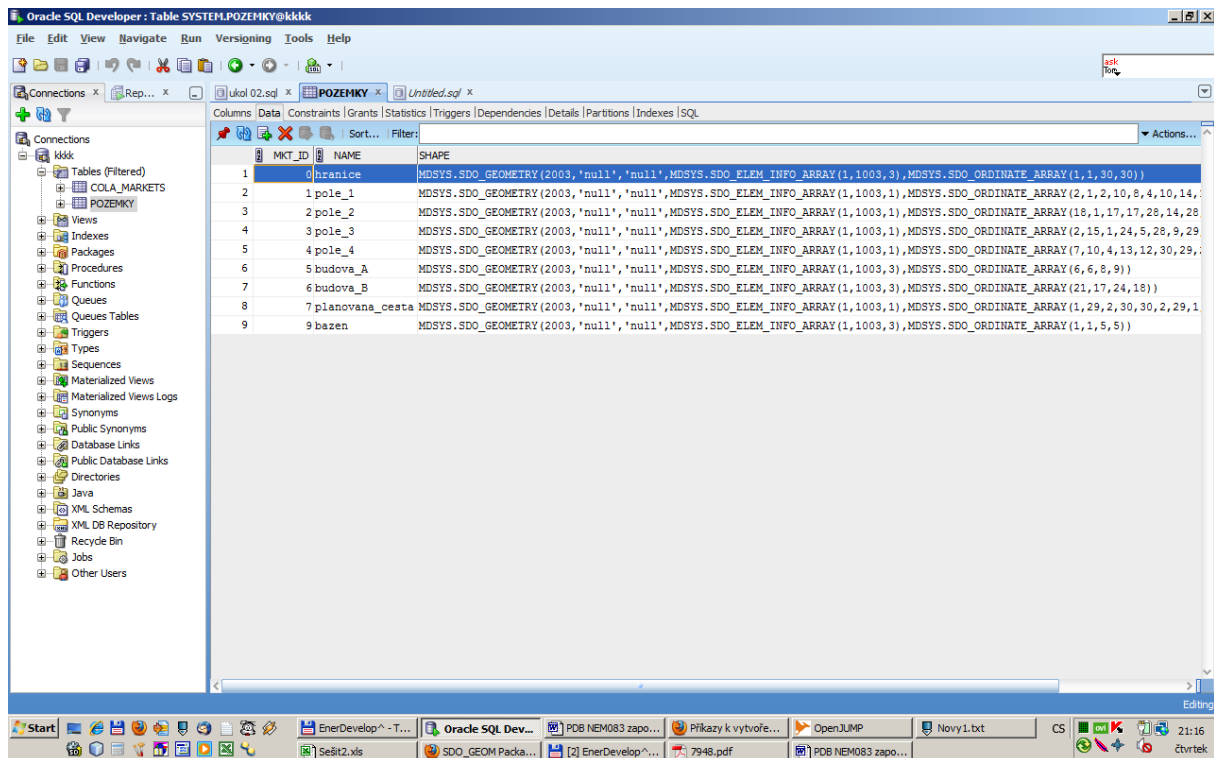 Oracle SQL Developer : Table SYSTEM.POZEMKY@kkkk
File Edit View Navigate Run Versioning Tools Help
ask
Tom
Connections x Rep... x
ukol 02.sql x POZEMKY x Untitled.sql x
Columns Data Constraints Grants Statistics Triggers Dependencies Details Partitions Indexes SQL
Sort... Filter: Actions...
Connections
kkkk
Tables (Filtered)
COLA_MARKETS
POZEMKY
Views
Indexes
Packages
Procedures
Functions
Queues
Queues Tables
Triggers
Types
Sequences
Materialized Views
Materialized Views Logs
Synonyms
Public Synonyms
Database Links
Public Database Links
Directories
Java
XML Schemas
XML DB Repository
Recycle Bin
Jobs
Other Users
MKT_ID NAME SHAPE
1 0 hranice MDSYS.SDO_GEOMETRY(2003,'null','null',MDSYS.SDO_ELEM_INFO_ARRAY(1,1003,3),MDSYS.SDO_ORDINATE_ARRAY(1,1,30,30))
2 1 pole_1 MDSYS.SDO_GEOMETRY(2003,'null','null',MDSYS.SDO_ELEM_INFO_ARRAY(1,1003,1),MDSYS.SDO_ORDINATE_ARRAY(2,1,2,10,8,4,10,14,
3 2 pole_2 MDSYS.SDO_GEOMETRY(2003,'null','null',MDSYS.SDO_ELEM_INFO_ARRAY(1,1003,1),MDSYS.SDO_ORDINATE_ARRAY(18,1,17,17,28,14,28
4 3 pole_3 MDSYS.SDO_GEOMETRY(2003,'null','null',MDSYS.SDO_ELEM_INFO_ARRAY(1,1003,1),MDSYS.SDO_ORDINATE_ARRAY(2,15,1,24,5,28,9,29
5 4 pole_4 MDSYS.SDO_GEOMETRY(2003,'null','null',MDSYS.SDO_ELEM_INFO_ARRAY(1,1003,1),MDSYS.SDO_ORDINATE_ARRAY(7,10,4,13,12,30,29,
6 5 budova_A MDSYS.SDO_GEOMETRY(2003,'null','null',MDSYS.SDO_ELEM_INFO_ARRAY(1,1003,3),MDSYS.SDO_ORDINATE_ARRAY(6,6,8,9))
7 6 budova_B MDSYS.SDO_GEOMETRY(2003,'null','null',MDSYS.SDO_ELEM_INFO_ARRAY(1,1003,3),MDSYS.SDO_ORDINATE_ARRAY(21,17,24,18))
8 7 planovana_cesta MDSYS.SDO_GEOMETRY(2003,'null','null',MDSYS.SDO_ELEM_INFO_ARRAY(1,1003,1),MDSYS.SDO_ORDINATE_ARRAY(1,29,2,30,30,2,29,1
9 9 bazen MDSYS.SDO_GEOMETRY(2003,'null','null',MDSYS.SDO_ELEM_INFO_ARRAY(1,1003,3),MDSYS.SDO_ORDINATE_ARRAY(1,1,5,5))
Editing
Start EnerDevelop^ - T... Oracle SQL Dev... PDB NEM083 zapo... Příkazy k vytvoře... OpenJUMP Novy1.txt CS 21:16
Sešit2.xls SDO_GEOM Packa... [2] EnerDevelop^... 7948.pdf PDB NEM083 zapo... čtvrtek